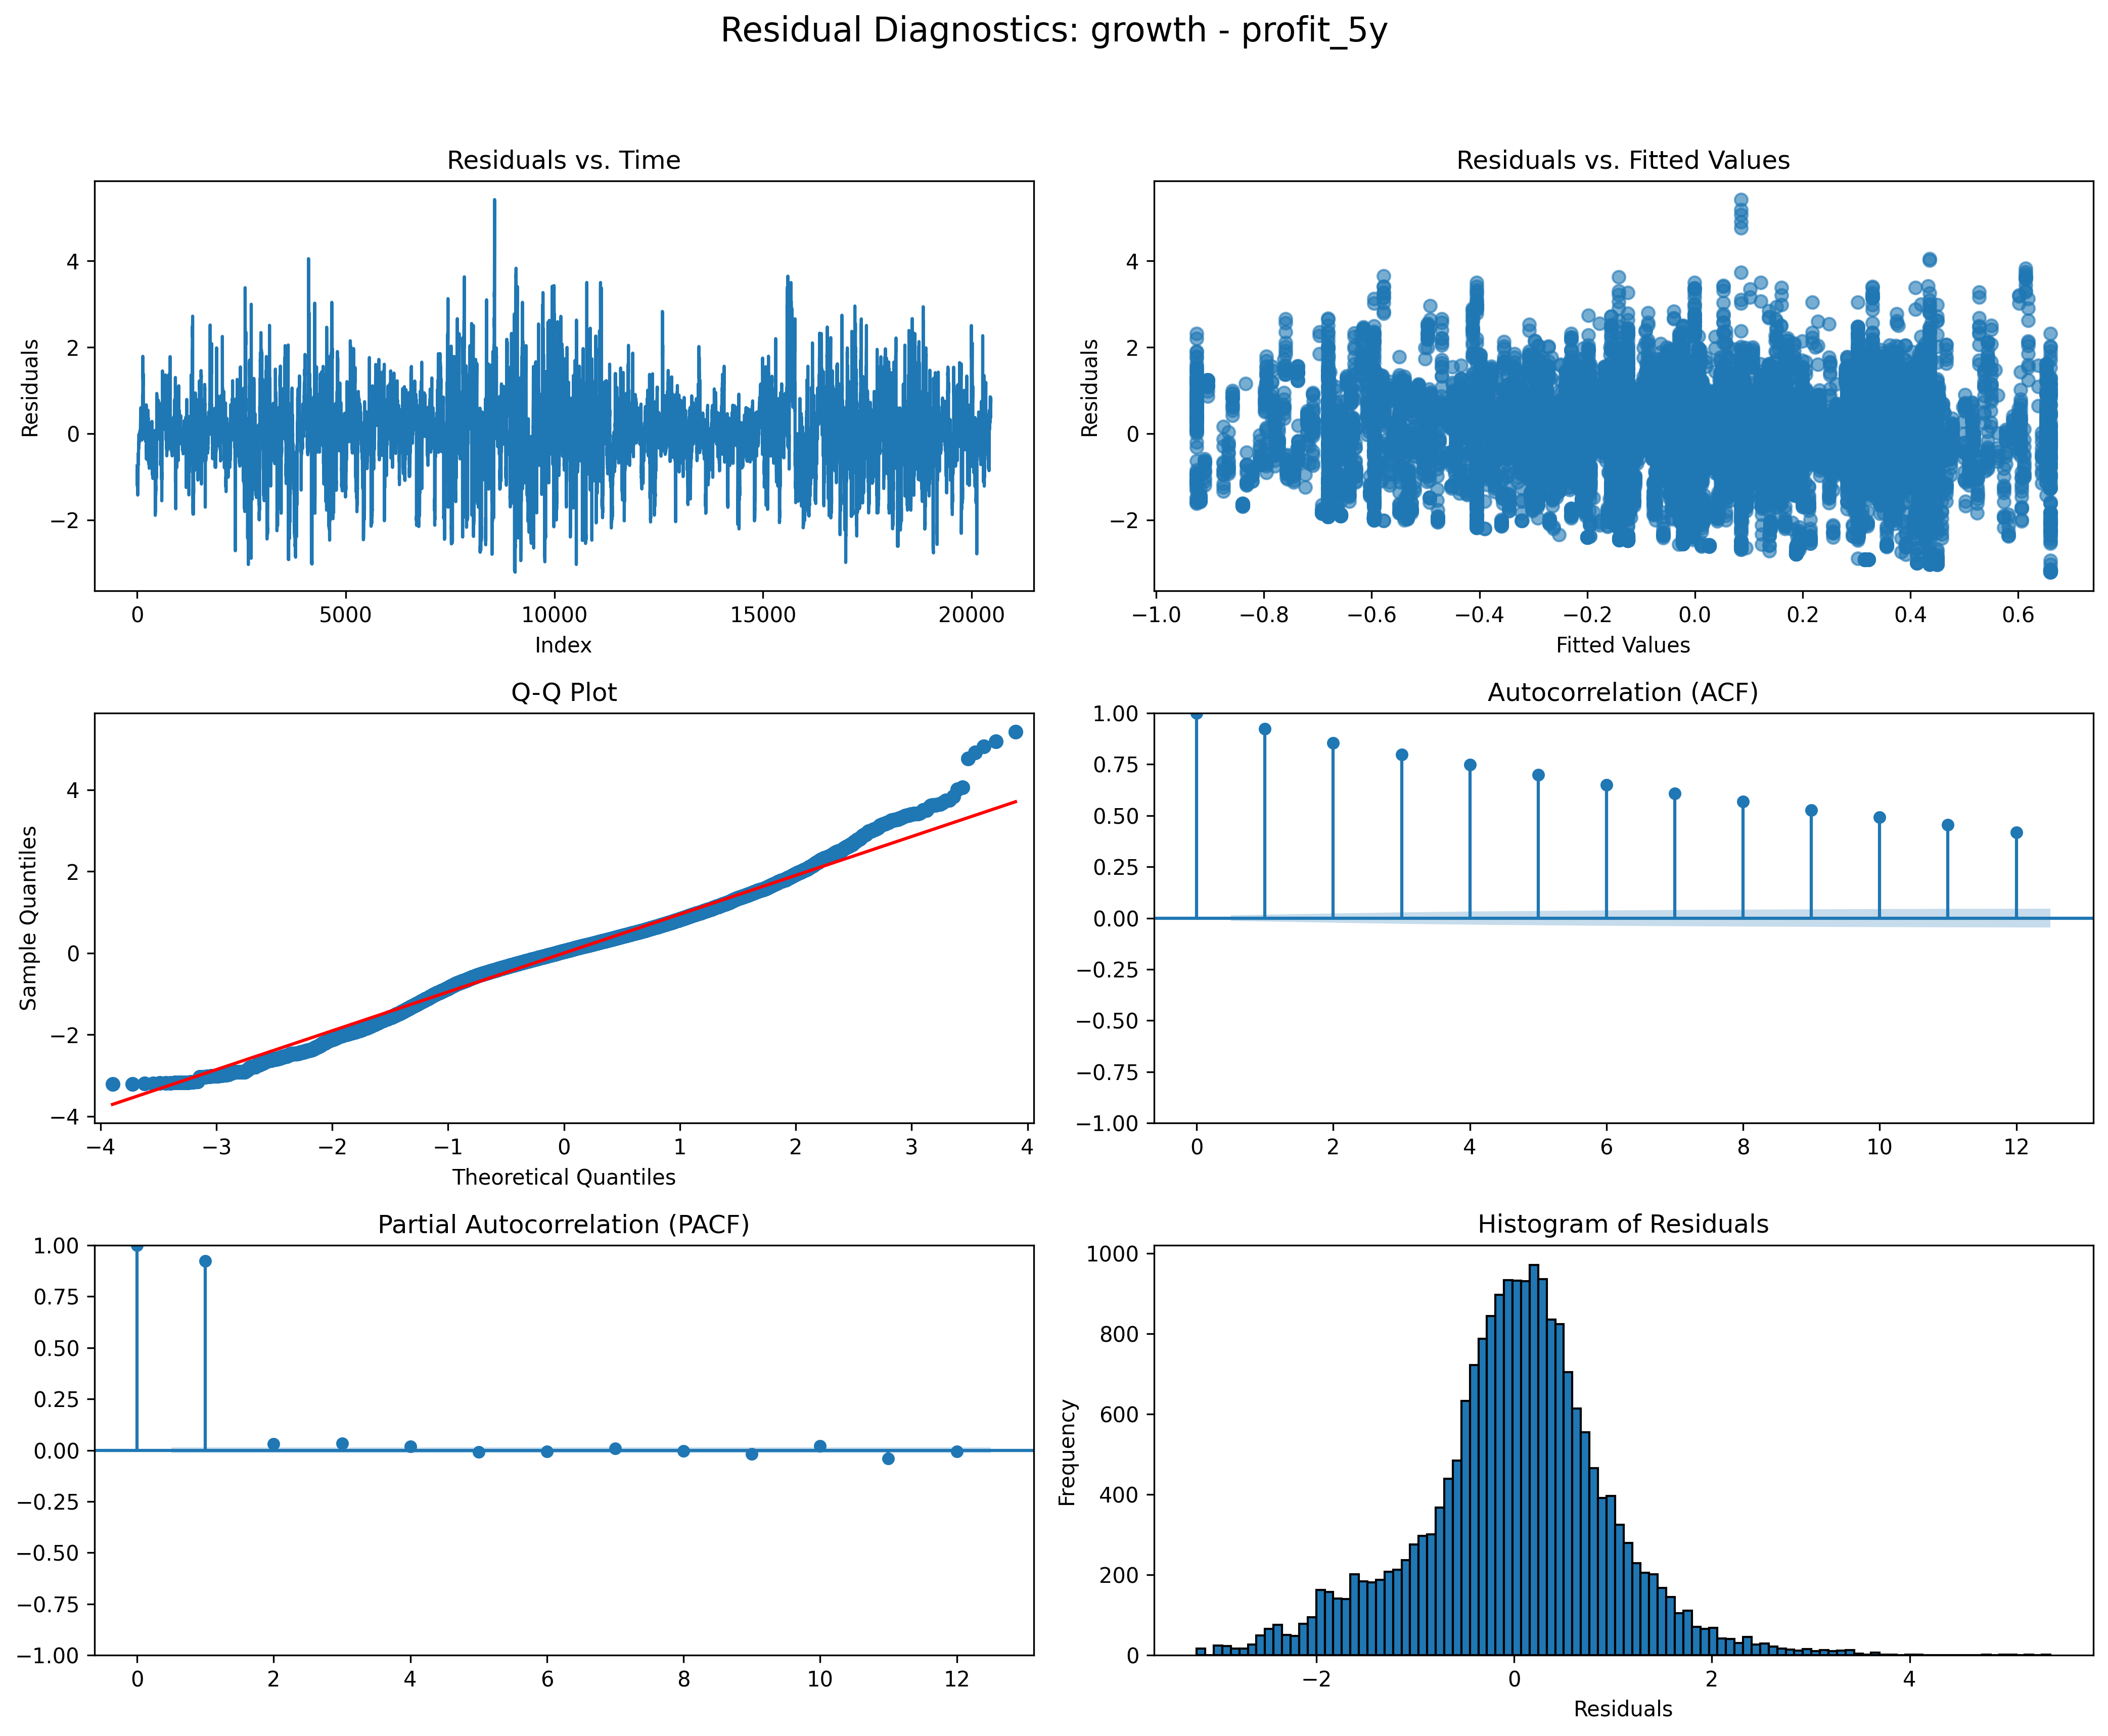 Residual Diagnostics: growth - profit_5y
Residuals vs. Time
Residuals
4
2
0
−2
0 5000 10000 15000 20000
Index
Residuals vs. Fitted Values
Residuals
4
2
0
−2
−1.0 −0.8 −0.6 −0.4 −0.2 0.0 0.2 0.4 0.6
Fitted Values
Q-Q Plot
Sample Quantiles
4
2
0
−2
−4
−4 −3 −2 −1 0 1 2 3 4
Theoretical Quantiles
Autocorrelation (ACF)
1.00
0.75
0.50
0.25
0.00
−0.25
−0.50
−0.75
−1.00
0 2 4 6 8 10 12
Partial Autocorrelation (PACF)
1.00
0.75
0.50
0.25
0.00
−0.25
−0.50
−0.75
−1.00
0 2 4 6 8 10 12
Histogram of Residuals
Frequency
1000
800
600
400
200
0
−2 0 2 4
Residuals